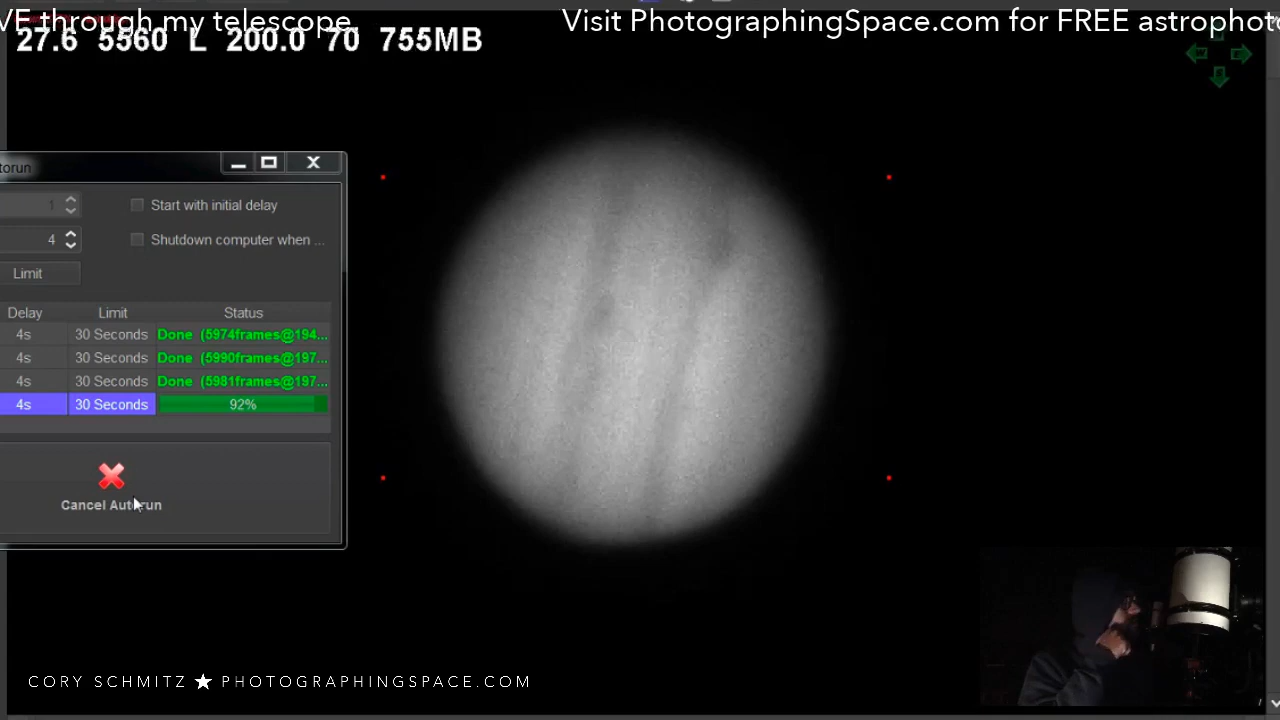 VE through my telescope.
Visit PhotographingSpace.com for FREE astrophoto
27.6 5560 L 200.0 70 755MB
torun
1
Start with initial delay
4
Shutdown computer when ...
Limit
Delay Limit Status
4s 30 Seconds Done (5974frames@194...
4s 30 Seconds Done (5990frames@197...
4s 30 Seconds Done (5981frames@197...
4s 30 Seconds 92%
Cancel Autorun
CORY SCHMITZ ★ PHOTOGRAPHINGSPACE.COM